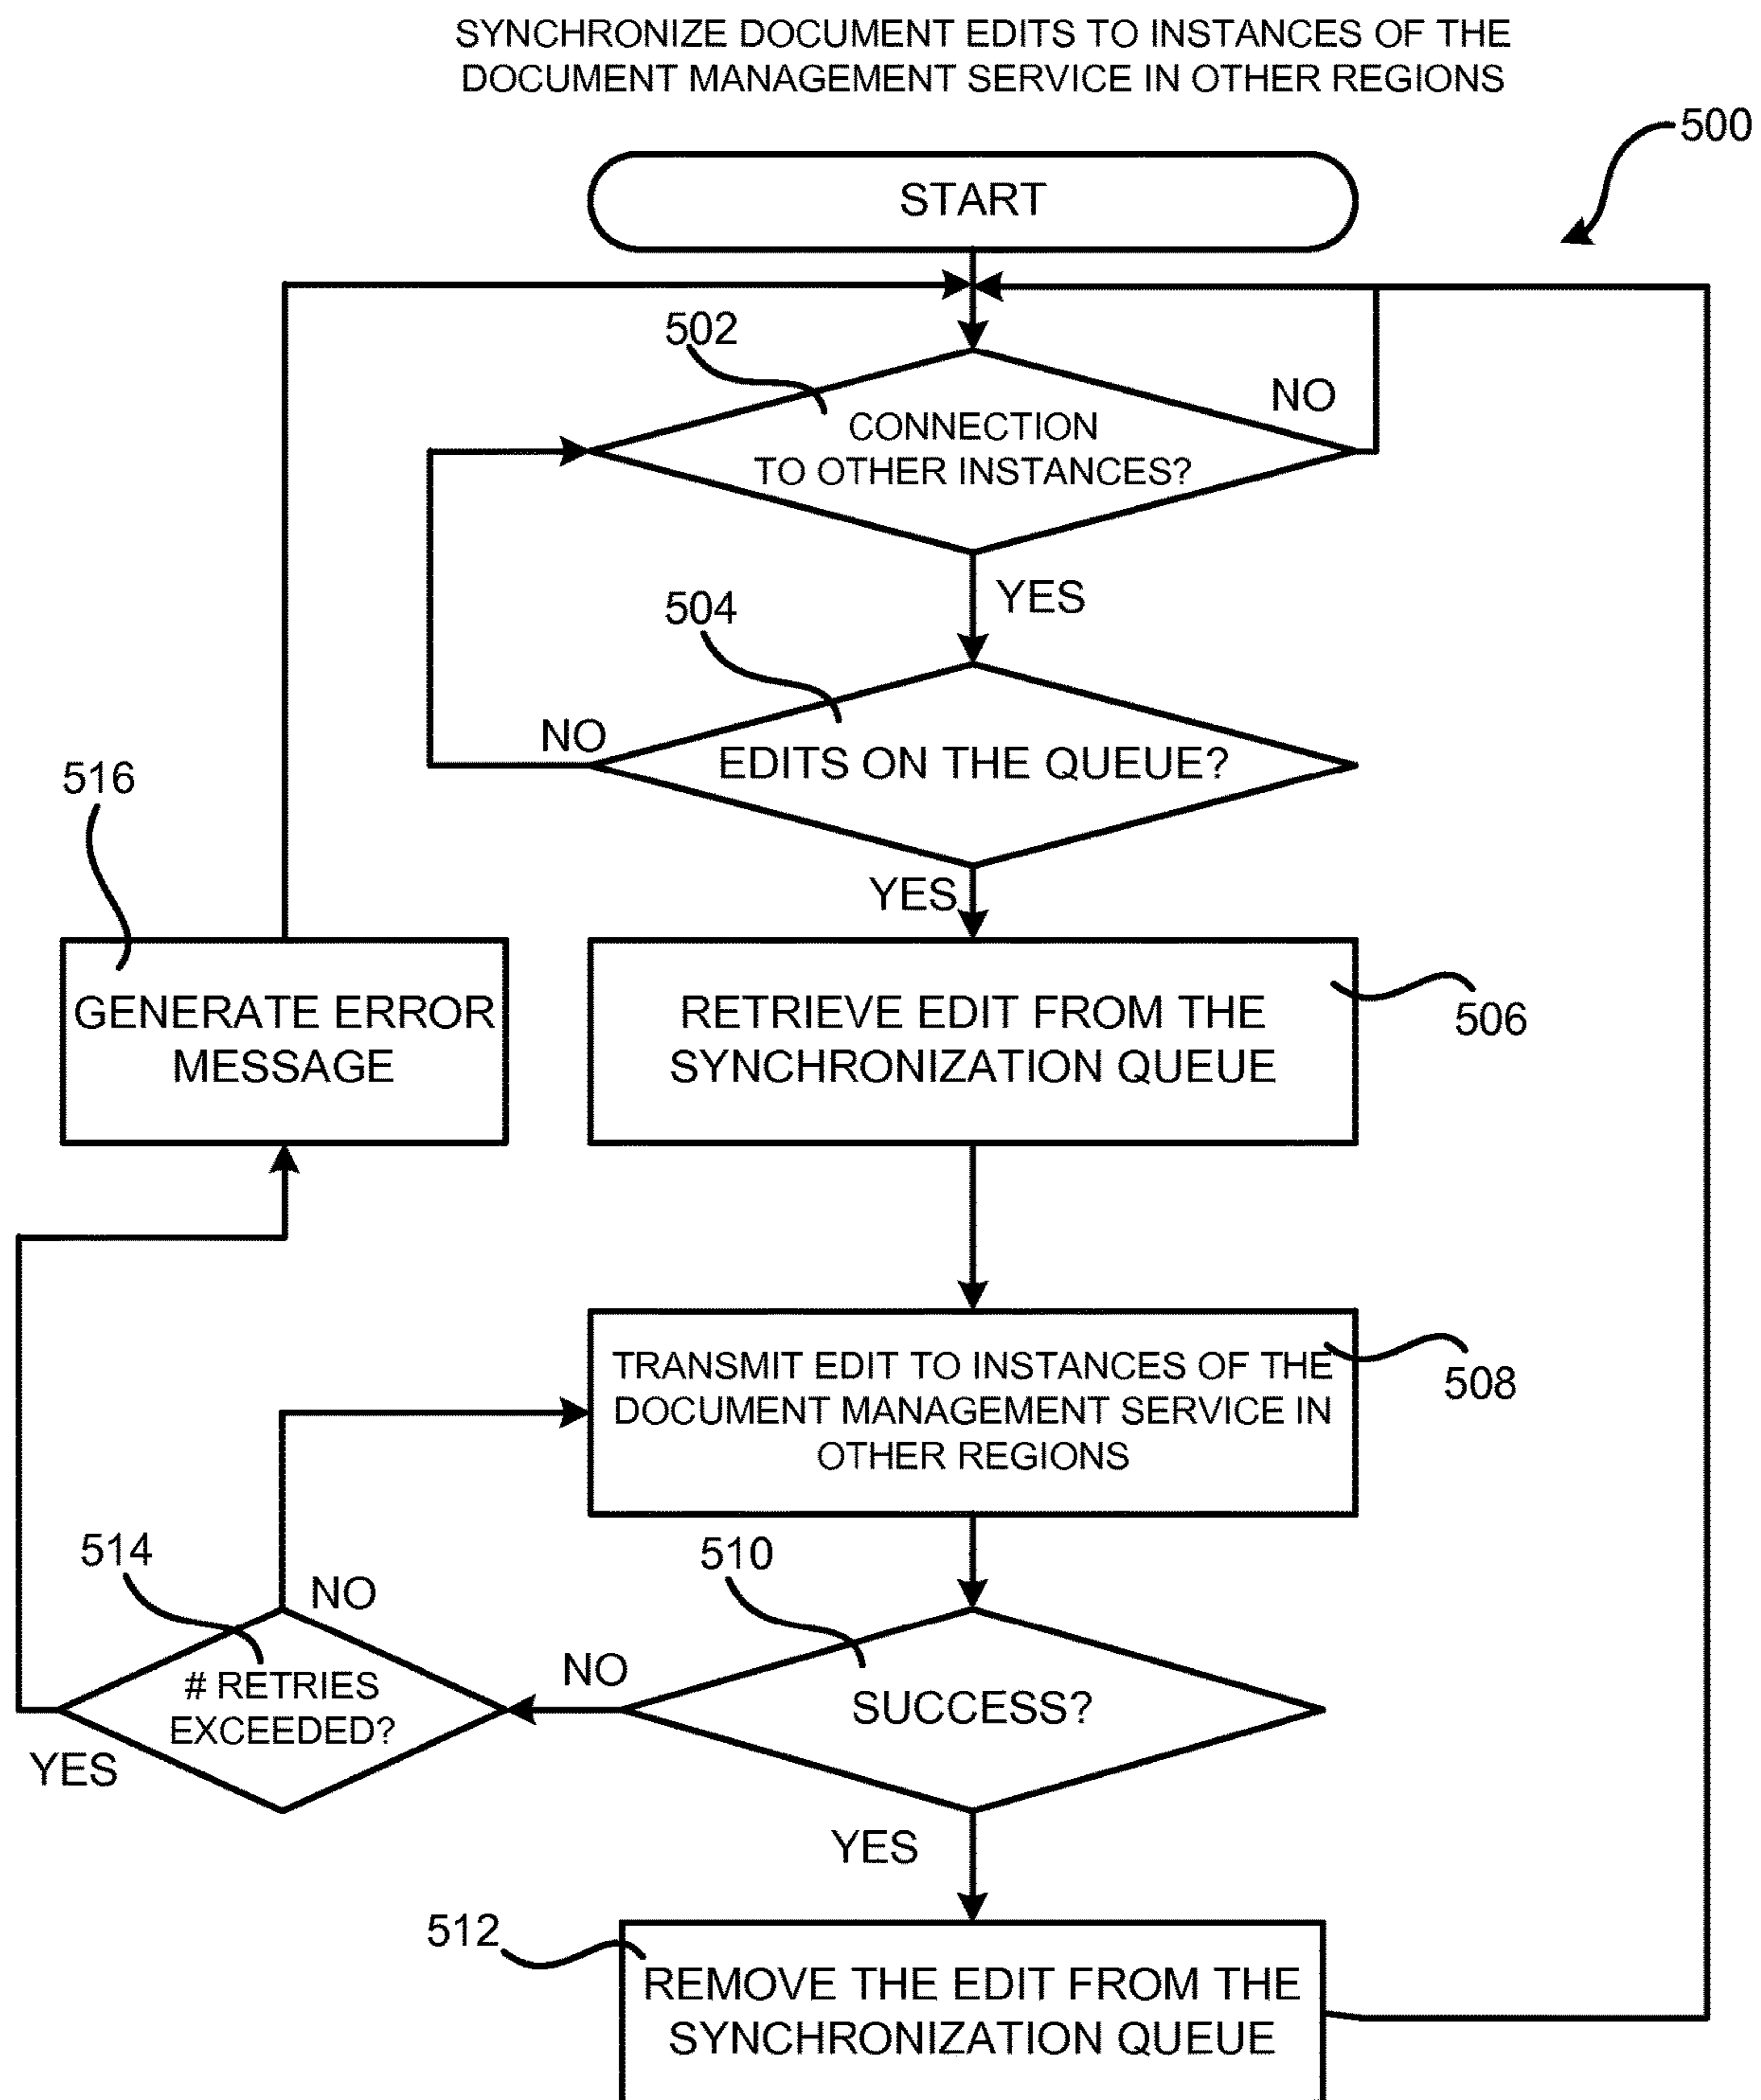 SYNCHRONIZE DOCUMENT EDITS TO INSTANCES OF THE
DOCUMENT MANAGEMENT SERVICE IN OTHER REGIONS
500
START
502
NO
CONNECTION
TO OTHER INSTANCES?
YES
504
NO
EDITS ON THE QUEUE?
516
YES
GENERATE ERROR
MESSAGE
RETRIEVE EDIT FROM THE
SYNCHRONIZATION QUEUE
506
TRANSMIT EDIT TO INSTANCES OF THE
DOCUMENT MANAGEMENT SERVICE IN
OTHER REGIONS
508
514
NO
510
# RETRIES
EXCEEDED?
YES
NO
SUCCESS?
YES
512
REMOVE THE EDIT FROM THE
SYNCHRONIZATION QUEUE